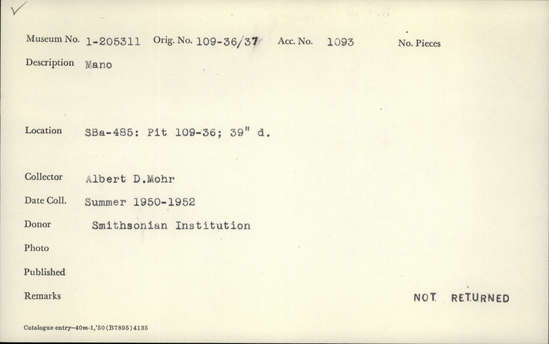 ✓
Museum No. 1-205311 Orig. No. 109-36/37 Acc. No. 1093 No. Pieces
Description Mano
Location SBa-485: Pit 109-36; 39" d.
Collector Albert D.Mohr
Date Coll. Summer 1950-1952
Donor Smithsonian Institution
Photo
Published
Remarks NOT RETURNED
Catalogue entry—40m-1,'50(B7895)4135